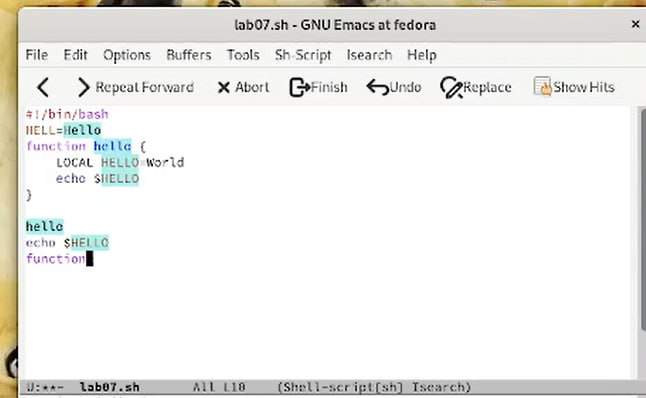 lab07.sh - GNU Emacs at fedora ×
File Edit Options Buffers Tools Sh-Script Isearch Help
Repeat Forward Abort Finish Undo Replace Show Hits
#!/bin/bash
HELL=Hello
function hello {
LOCAL HELLO=World
echo $HELLO
}
hello
echo $HELLO
function
U:**- lab07.sh All L10 (Shell-script[sh] Isearch)